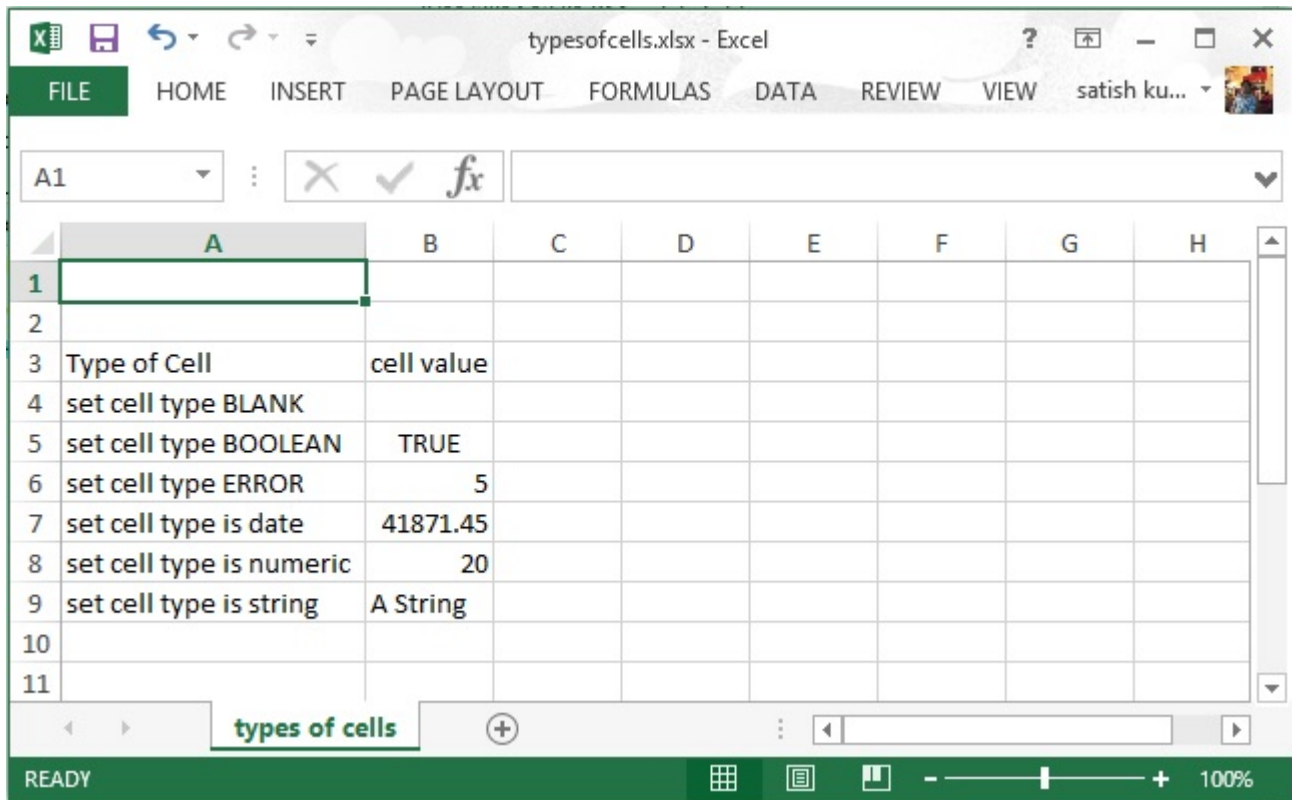 typesofcells.xlsx - Excel
FILE HOME INSERT PAGE LAYOUT FORMULAS DATA REVIEW VIEW satish ku...
A1 fx
A B C D E F G H
1
2
3 Type of Cell cell value
4 set cell type BLANK
5 set cell type BOOLEAN TRUE
6 set cell type ERROR 5
7 set cell type is date 41871.45
8 set cell type is numeric 20
9 set cell type is string A String
10
11
types of cells
READY 100%